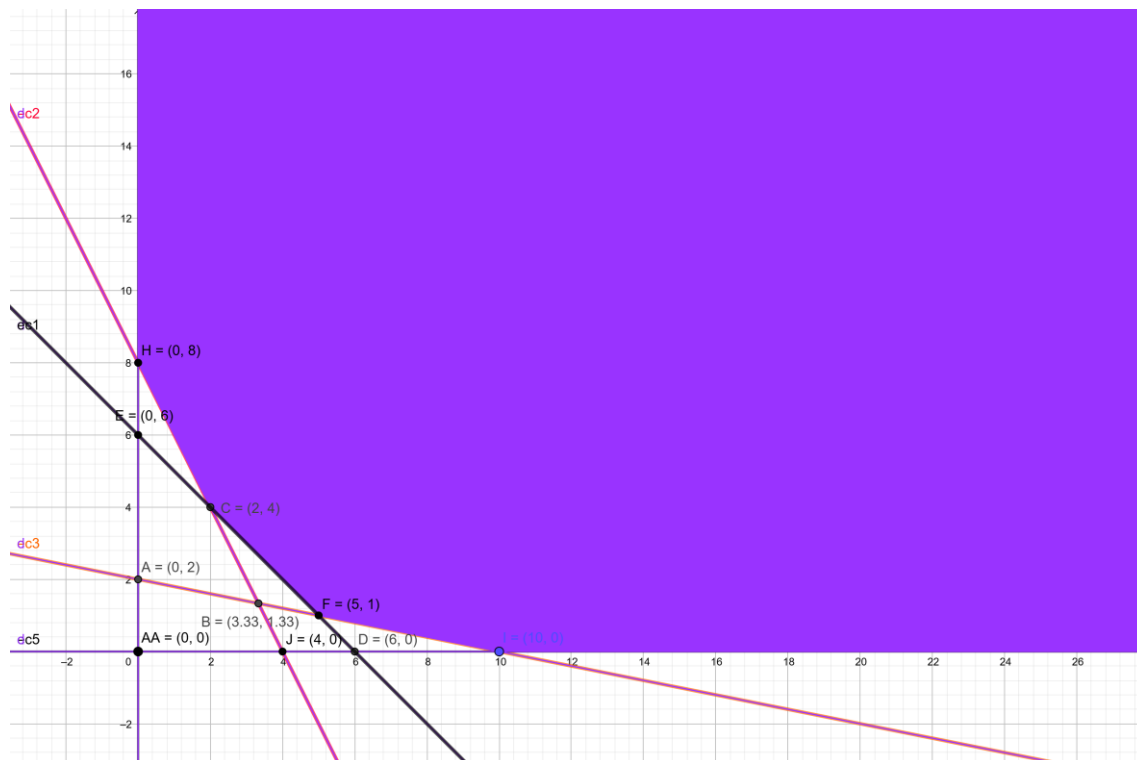 16
ec2
14
12
10
H = (0, 8)
8
ec1
E = (0, 6)
6
4
C = (2, 4)
ec3
A = (0, 2)
2
F = (5, 1)
B = (3.33, 1.33)
ec5
AA = (0, 0)
J = (4, 0)
D = (6, 0)
I = (10, 0)
–2
0
2
4
6
8
10
12
14
16
18
20
22
24
26
–2